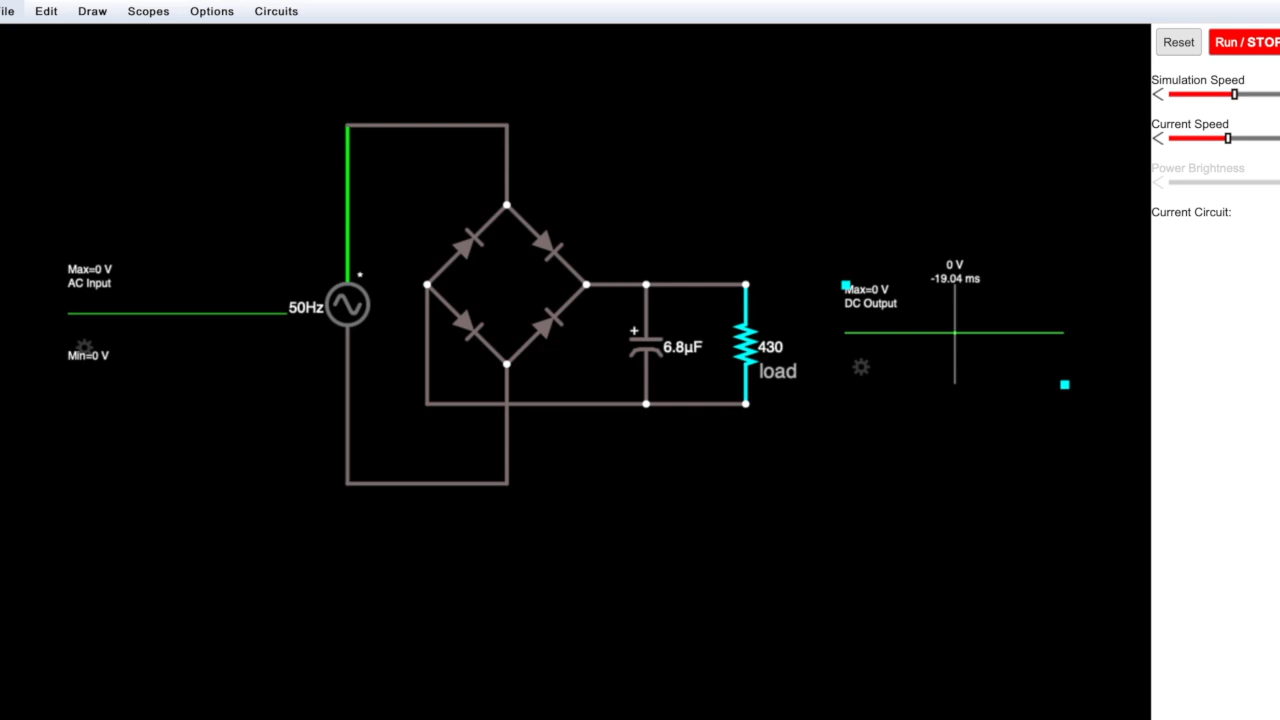 ile Edit Draw Scopes Options Circuits
Reset Run / STOP
Simulation Speed
Current Speed
Power Brightness
Current Circuit:
Max=0 V
AC Input
Min=0 V
50Hz
*
+
6.8µF
430
load
Max=0 V
DC Output
0 V
-19.04 ms